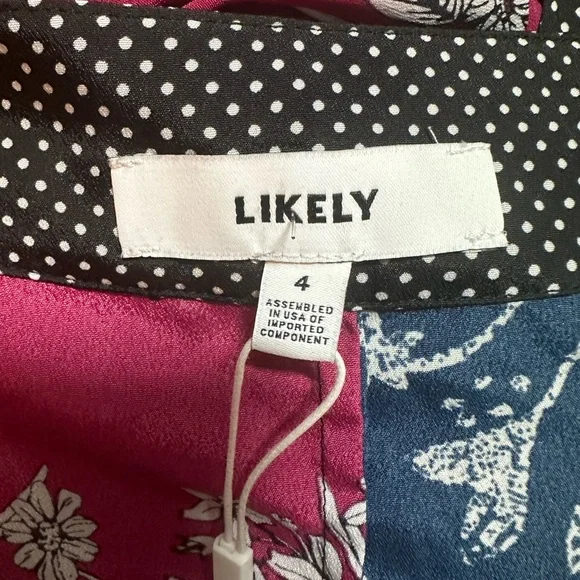 LIKELY
4
ASSEMBLED
IN USA OF
IMPORTED
COMPONENT